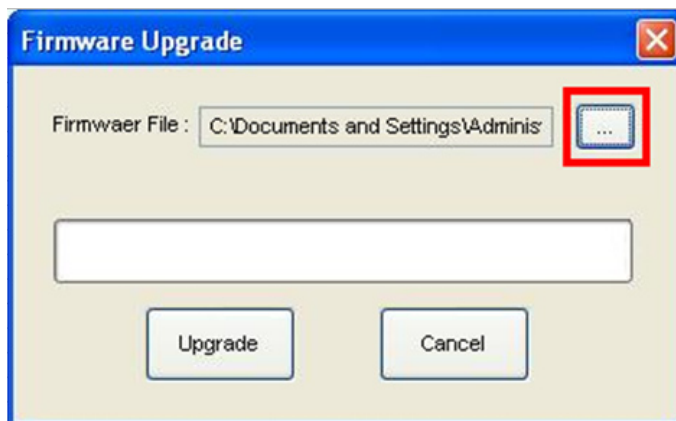 Firmware Upgrade
Firmwaer File : C:\Documents and Settings\Adminis
...
Upgrade Cancel